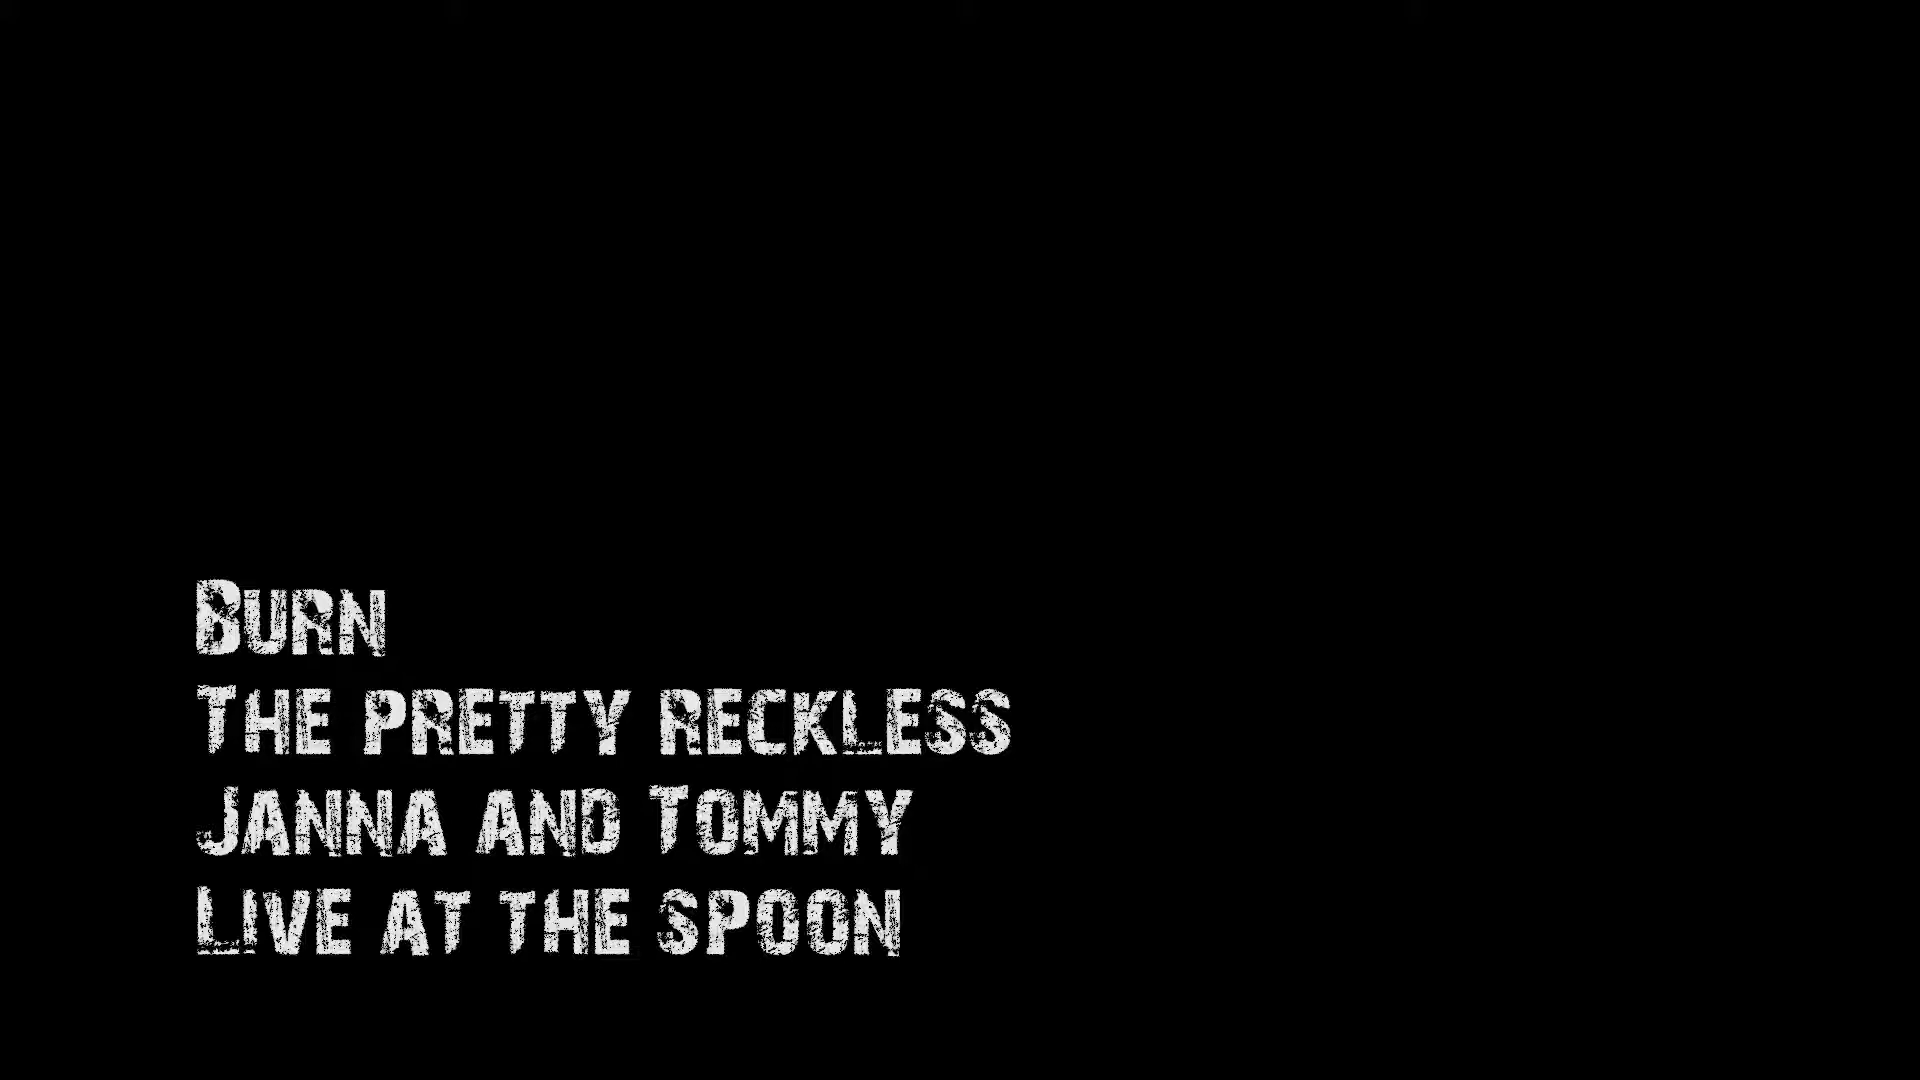 Burn
The pretty reckless
Janna and Tommy
Live at the spoon